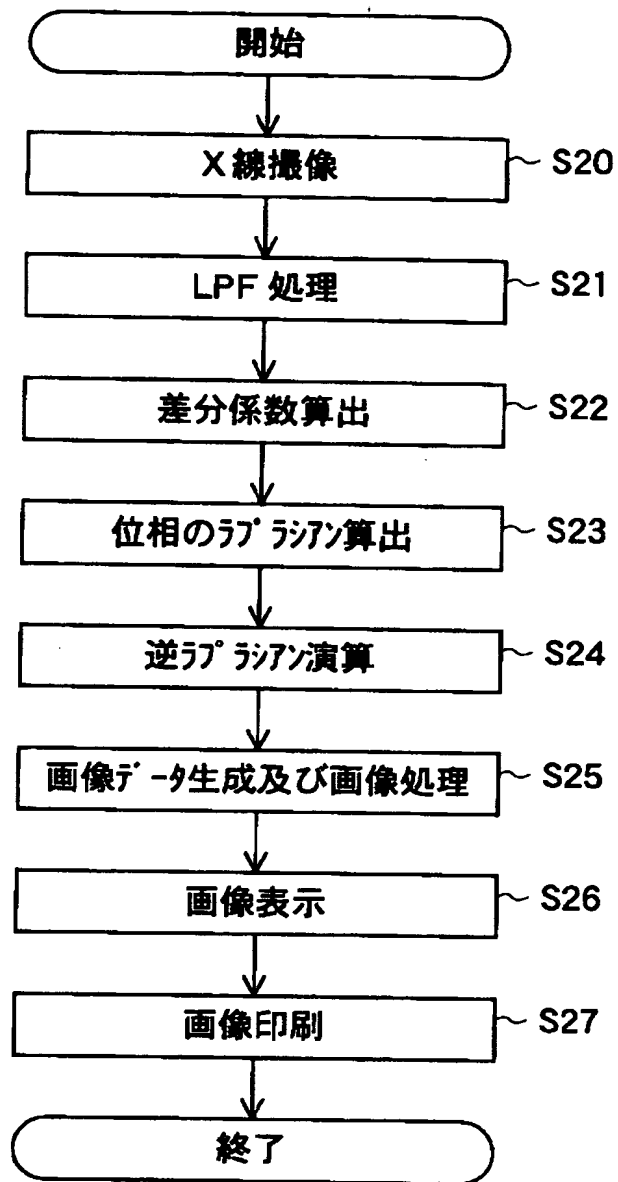 開始
X線撮像 ~ S20
LPF 処理 ~ S21
差分係数算出 ~ S22
位相のﾗﾌﾟﾗｼｱﾝ算出 ~ S23
逆ﾗﾌﾟﾗｼｱﾝ演算 ~ S24
画像ﾃﾞｰﾀ生成及び画像処理 ~ S25
画像表示 ~ S26
画像印刷 ~ S27
終了